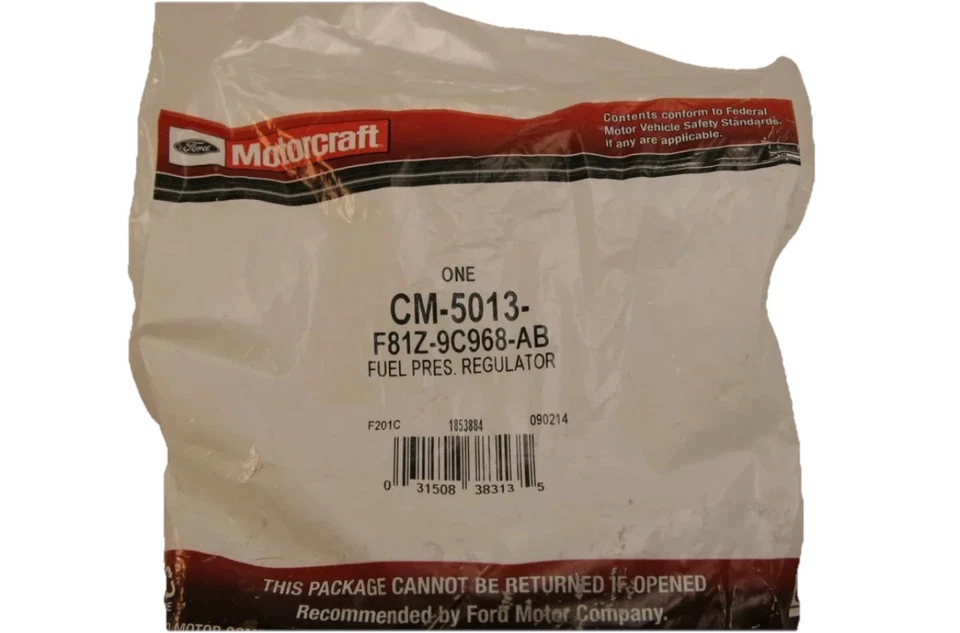 Contents conform to Federal
Motor Vehicle Safety Standards.
If any are applicable.
Ford Motorcraft
ONE
CM-5013-
F81Z-9C968-AB
FUEL PRES. REGULATOR
F201C 1853884 090214
0 31508 38313 5
THIS PACKAGE CANNOT BE RETURNED IF OPENED
Recommended by Ford Motor Company.
MOTOR